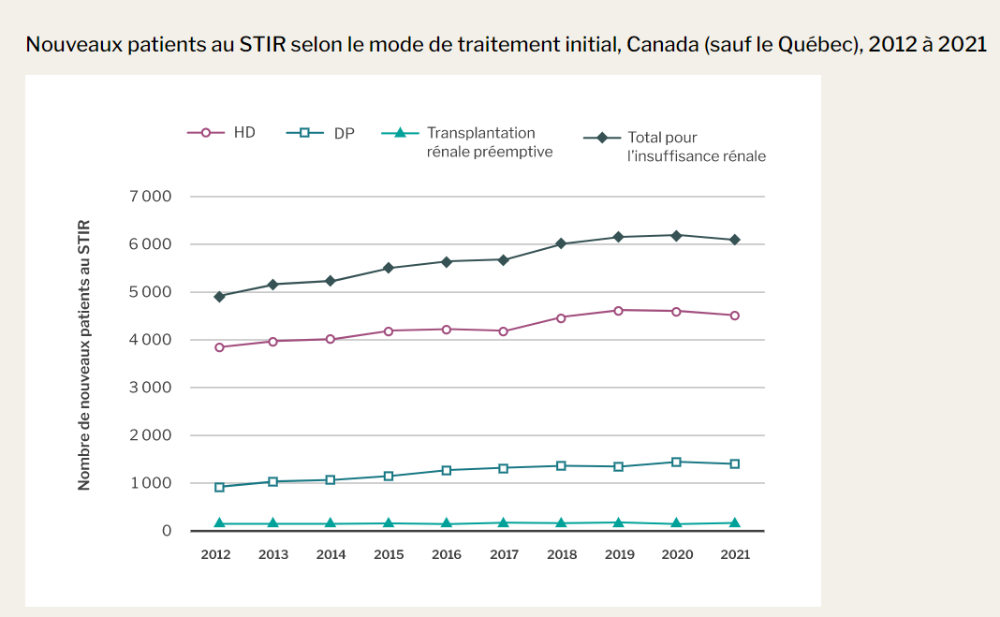 Nouveaux patients au STIR selon le mode de traitement initial, Canada (sauf le Québec), 2012 à 2021
HD
DP
Transplantation
rénale préemptive
Total pour
l'insuffisance rénale
Nombre de nouveaux patients au STIR
7 000
6 000
5 000
4 000
3 000
2 000
1 000
0
2012 2013 2014 2015 2016 2017 2018 2019 2020 2021